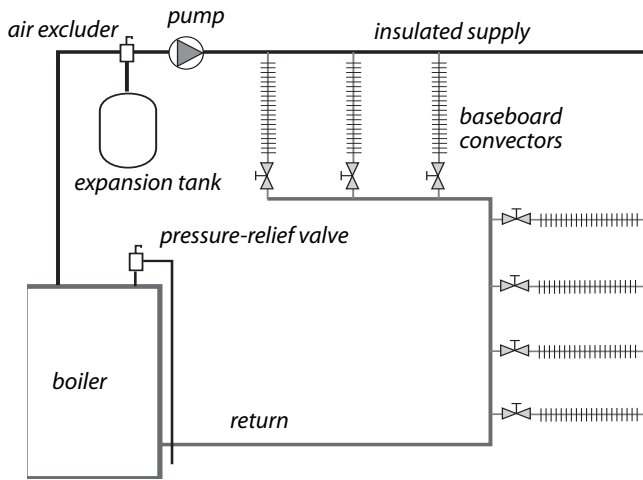 pump
air excluder
insulated supply
baseboard
convectors
expansion tank
pressure-relief valve
boiler
return